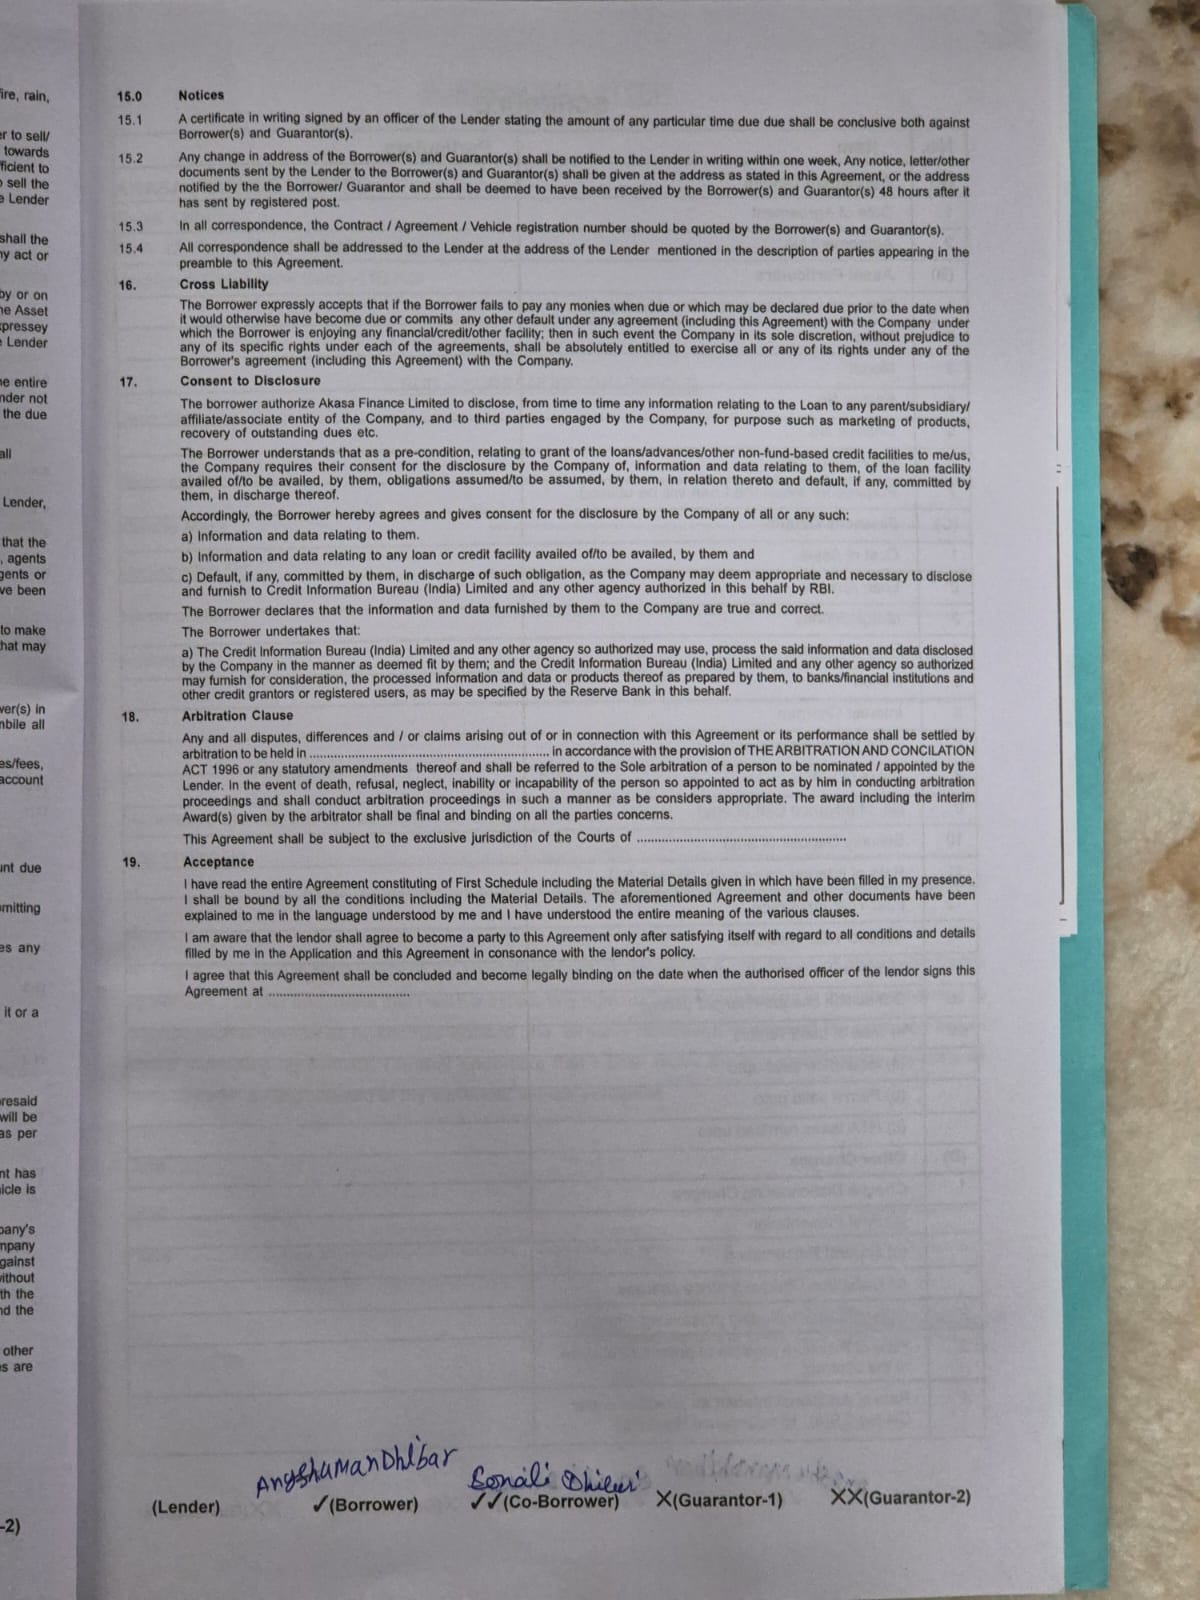 ire, rain,
er to sell/
towards
ficient to
sell the
e Lender
shall the
ny act or
by or on
he Asset
xpressey
e Lender
he entire
nder not
the due
all
Lender,
that the
, agents
gents or
ve been
to make
hat may
ver(s) in
nbile all
es/fees,
account
unt due
omitting
es any
it or a
oresaid
will be
as per
nt has
icle is
pany's
mpany
gainst
without
th the
nd the
other
es are
-2)
15.0 Notices
15.1 A certificate in writing signed by an officer of the Lender stating the amount of any particular time due due shall be conclusive both against
Borrower(s) and Guarantor(s).
15.2 Any change in address of the Borrower(s) and Guarantor(s) shall be notified to the Lender in writing within one week, Any notice, letter/other
documents sent by the Lender to the Borrower(s) and Guarantor(s) shall be given at the address as stated in this Agreement, or the address
notified by the the Borrower/ Guarantor and shall be deemed to have been received by the Borrower(s) and Guarantor(s) 48 hours after it
has sent by registered post.
15.3 In all correspondence, the Contract / Agreement / Vehicle registration number should be quoted by the Borrower(s) and Guarantor(s).
15.4 All correspondence shall be addressed to the Lender at the address of the Lender mentioned in the description of parties appearing in the
preamble to this Agreement.
16. Cross Liability
The Borrower expressly accepts that if the Borrower fails to pay any monies when due or which may be declared due prior to the date when
it would otherwise have become due or commits any other default under any agreement (including this Agreement) with the Company under
which the Borrower is enjoying any financial/credit/other facility; then in such event the Company in its sole discretion, without prejudice to
any of its specific rights under each of the agreements, shall be absolutely entitled to exercise all or any of its rights under any of the
Borrower's agreement (including this Agreement) with the Company.
17. Consent to Disclosure
The borrower authorize Akasa Finance Limited to disclose, from time to time any information relating to the Loan to any parent/subsidiary/
affiliate/associate entity of the Company, and to third parties engaged by the Company, for purpose such as marketing of products,
recovery of outstanding dues etc.
The Borrower understands that as a pre-condition, relating to grant of the loans/advances/other non-fund-based credit facilities to me/us,
the Company requires their consent for the disclosure by the Company of, information and data relating to them, of the loan facility
availed of/to be availed, by them, obligations assumed/to be assumed, by them, in relation thereto and default, if any, committed by
them, in discharge thereof.
Accordingly, the Borrower hereby agrees and gives consent for the disclosure by the Company of all or any such:
a) Information and data relating to them.
b) Information and data relating to any loan or credit facility availed of/to be availed, by them and
c) Default, if any, committed by them, in discharge of such obligation, as the Company may deem appropriate and necessary to disclose
and furnish to Credit Information Bureau (India) Limited and any other agency authorized in this behalf by RBI.
The Borrower declares that the information and data furnished by them to the Company are true and correct.
The Borrower undertakes that:
a) The Credit Information Bureau (India) Limited and any other agency so authorized may use, process the said information and data disclosed
by the Company in the manner as deemed fit by them; and the Credit Information Bureau (India) Limited and any other agency so authorized
may furnish for consideration, the processed information and data or products thereof as prepared by them, to banks/financial institutions and
other credit grantors or registered users, as may be specified by the Reserve Bank in this behalf.
18. Arbitration Clause
Any and all disputes, differences and / or claims arising out of or in connection with this Agreement or its performance shall be settled by
arbitration to be held in ............................................................ in accordance with the provision of THE ARBITRATION AND CONCILATION
ACT 1996 or any statutory amendments thereof and shall be referred to the Sole arbitration of a person to be nominated / appointed by the
Lender. In the event of death, refusal, neglect, inability or incapability of the person so appointed to act as by him in conducting arbitration
proceedings and shall conduct arbitration proceedings in such a manner as be considers appropriate. The award including the interim
Award(s) given by the arbitrator shall be final and binding on all the parties concerns.
This Agreement shall be subject to the exclusive jurisdiction of the Courts of ............................................................
19. Acceptance
I have read the entire Agreement constituting of First Schedule including the Material Details given in which have been filled in my presence.
I shall be bound by all the conditions including the Material Details. The aforementioned Agreement and other documents have been
explained to me in the language understood by me and I have understood the entire meaning of the various clauses.
I am aware that the lendor shall agree to become a party to this Agreement only after satisfying itself with regard to all conditions and details
filled by me in the Application and this Agreement in consonance with the lendor's policy.
I agree that this Agreement shall be concluded and become legally binding on the date when the authorised officer of the lendor signs this
Agreement at ........................................
Angshuman Dhibar Sonali Dhibar
(Lender) ✓(Borrower) ✓✓(Co-Borrower) X(Guarantor-1) XX(Guarantor-2)